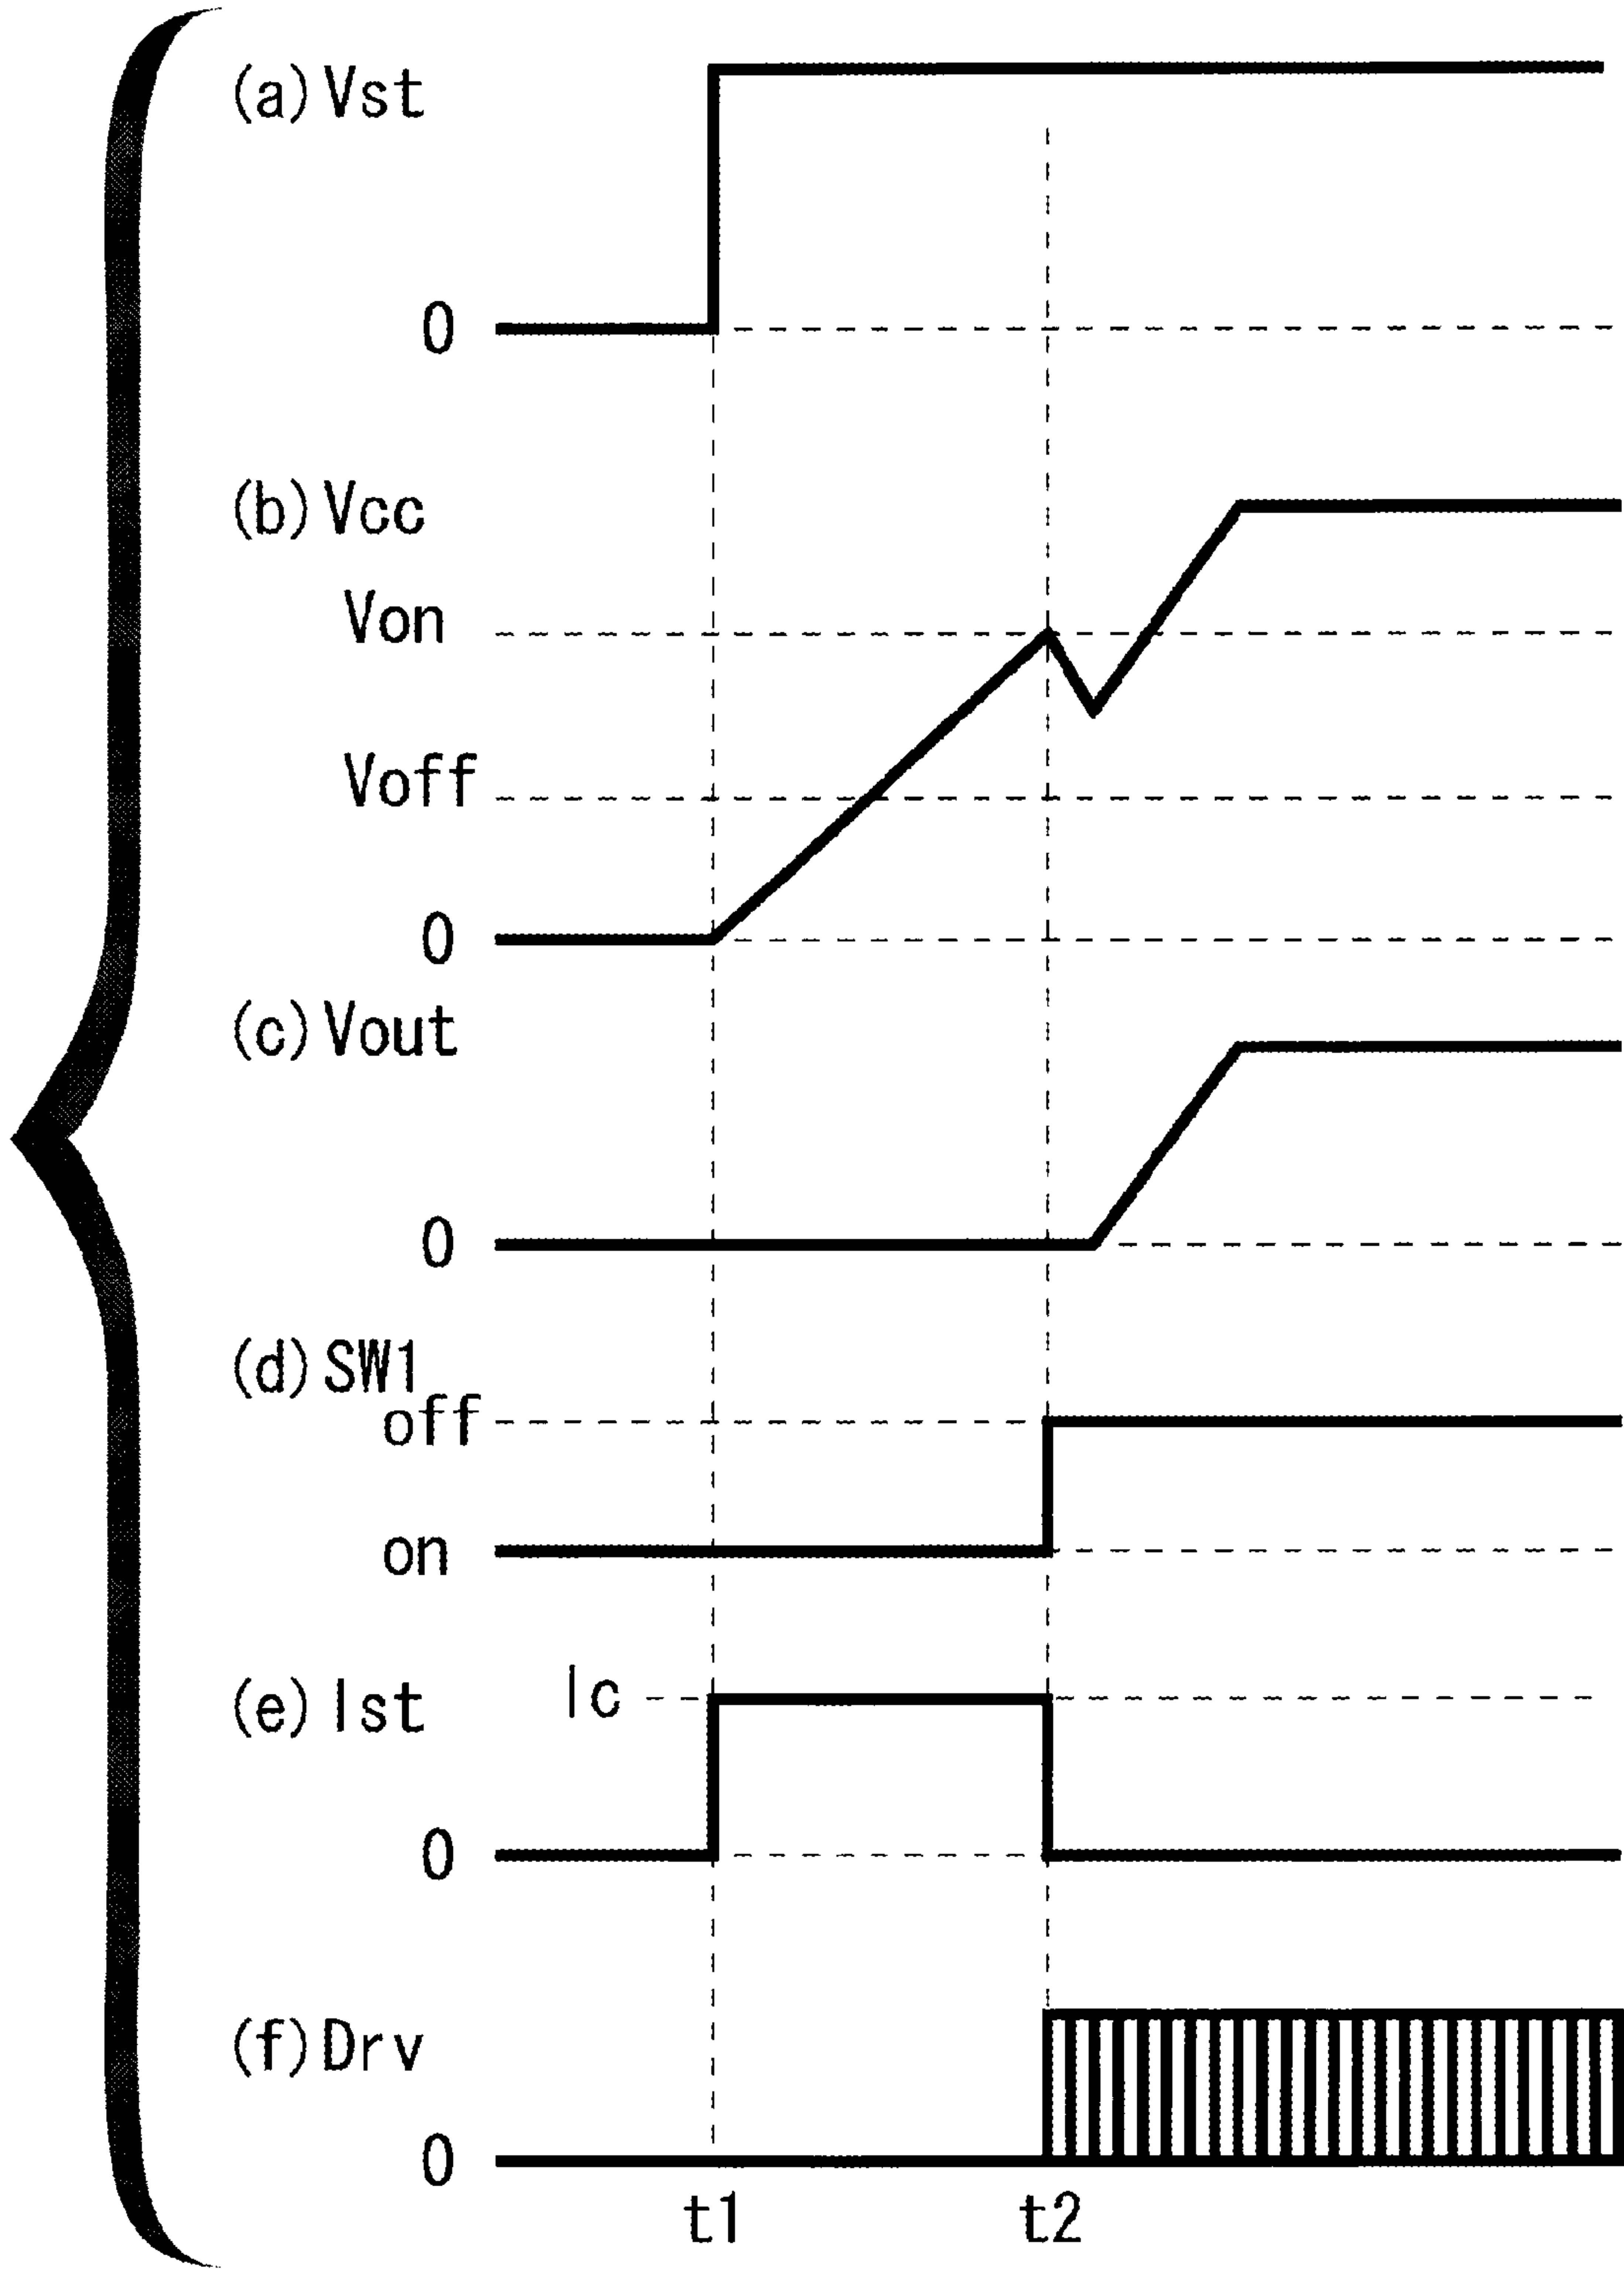 (a) Vst
0
(b) Vcc
Von
Voff
0
(c) Vout
0
(d) SW1
off
on
(e) Ist
Ic
0
(f) Drv
0
t1
t2